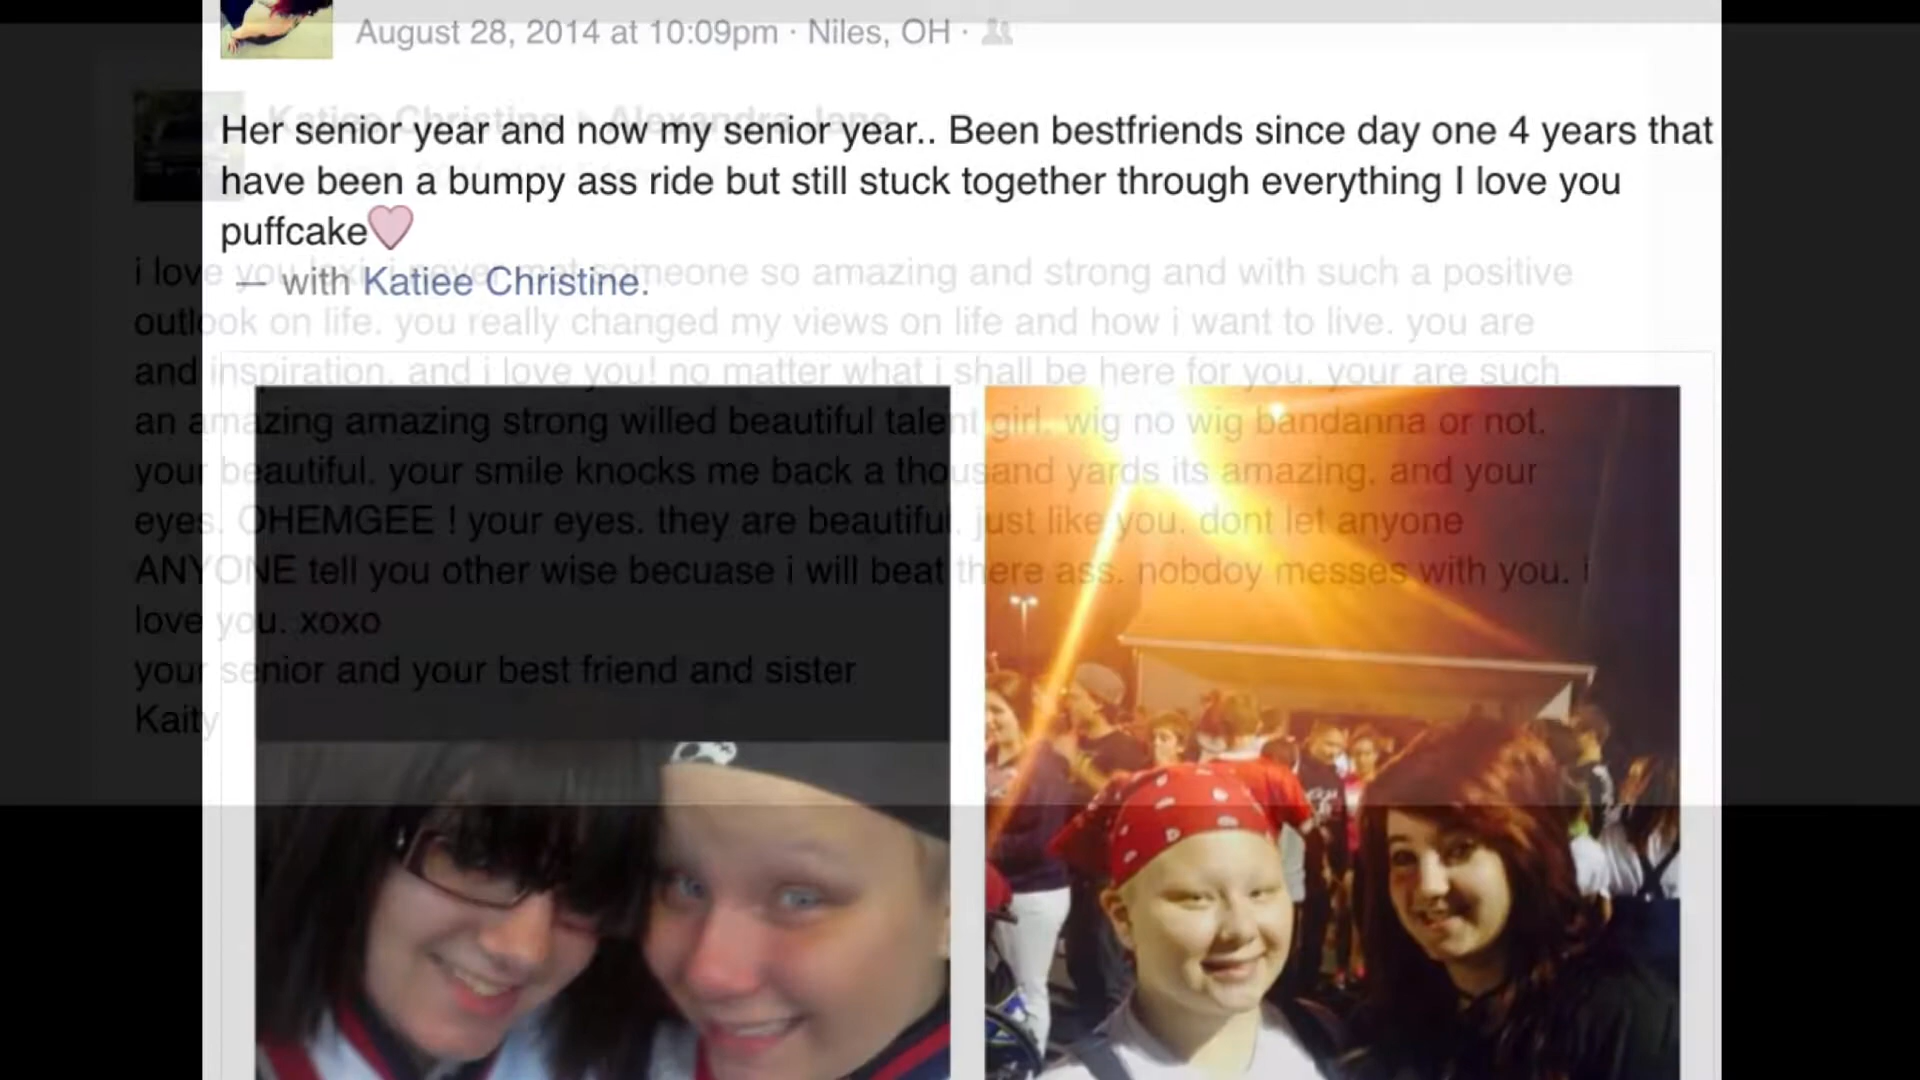 August 28, 2014 at 10:09pm · Niles, OH ·
Katiee Christine ▸ Alexandra Jane
Her senior year and now my senior year.. Been bestfriends since day one 4 years that
have been a bumpy ass ride but still stuck together through everything I love you
puffcake
— with Katiee Christine.
i love you lexi. i never met someone so amazing and strong and with such a positive
outlook on life. you really changed my views on life and how i want to live. you are
and inspiration. and i love you! no matter what i shall be here for you. your are such
an amazing amazing strong willed beautiful talent girl. wig no wig bandanna or not.
your beautiful. your smile knocks me back a thousand yards its amazing. and your
eyes. OHEMGEE ! your eyes. they are beautiful. just like you. dont let anyone
ANYONE tell you other wise becuase i will beat there ass. nobdoy messes with you. i
love you. xoxo
your senior and your best friend and sister
Kaity